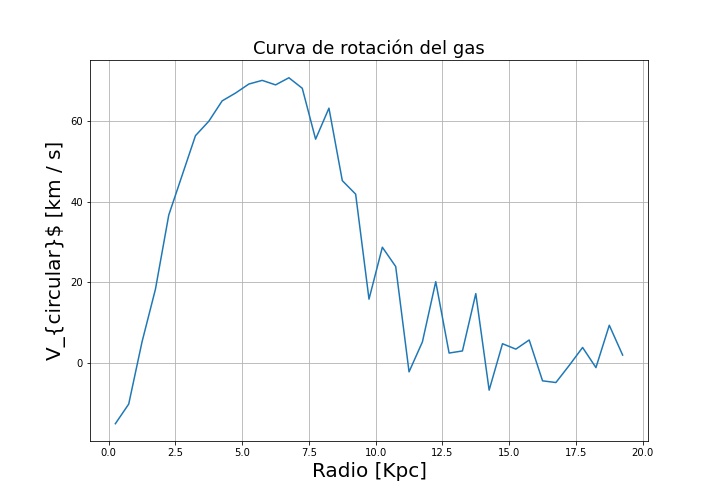 Curva de rotación del gas
V_{circular}$ [km / s]
60
40
20
0
0.0 2.5 5.0 7.5 10.0 12.5 15.0 17.5 20.0
Radio [Kpc]